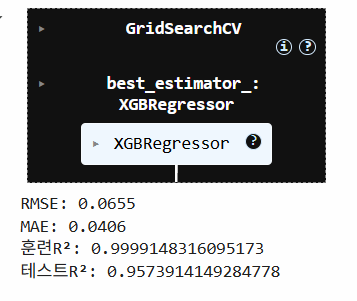 GridSearchCV
i ?
best_estimator_:
XGBRegressor
XGBRegressor ?
RMSE: 0.0655
MAE: 0.0406
훈련R²: 0.9999148316095173
테스트R²: 0.9573914149284778